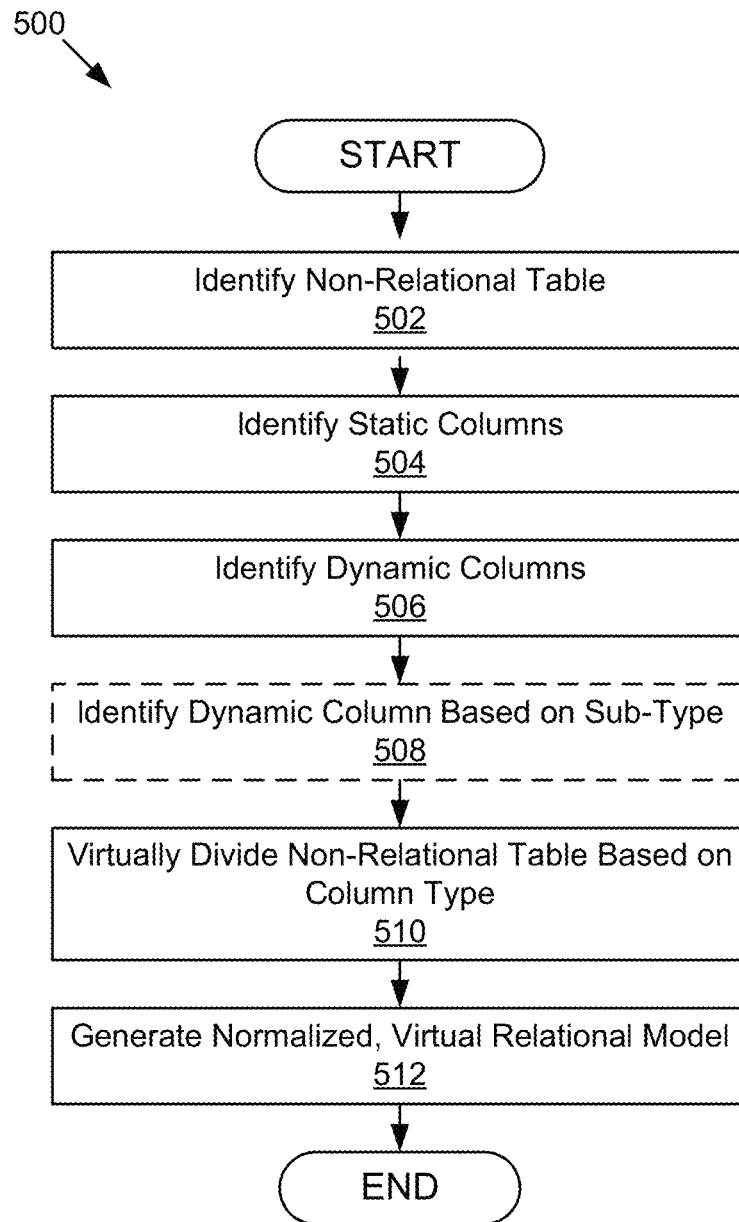 500
START
Identify Non-Relational Table
502
Identify Static Columns
504
Identify Dynamic Columns
506
Identify Dynamic Column Based on Sub-Type
508
Virtually Divide Non-Relational Table Based on
Column Type
510
Generate Normalized, Virtual Relational Model
512
END